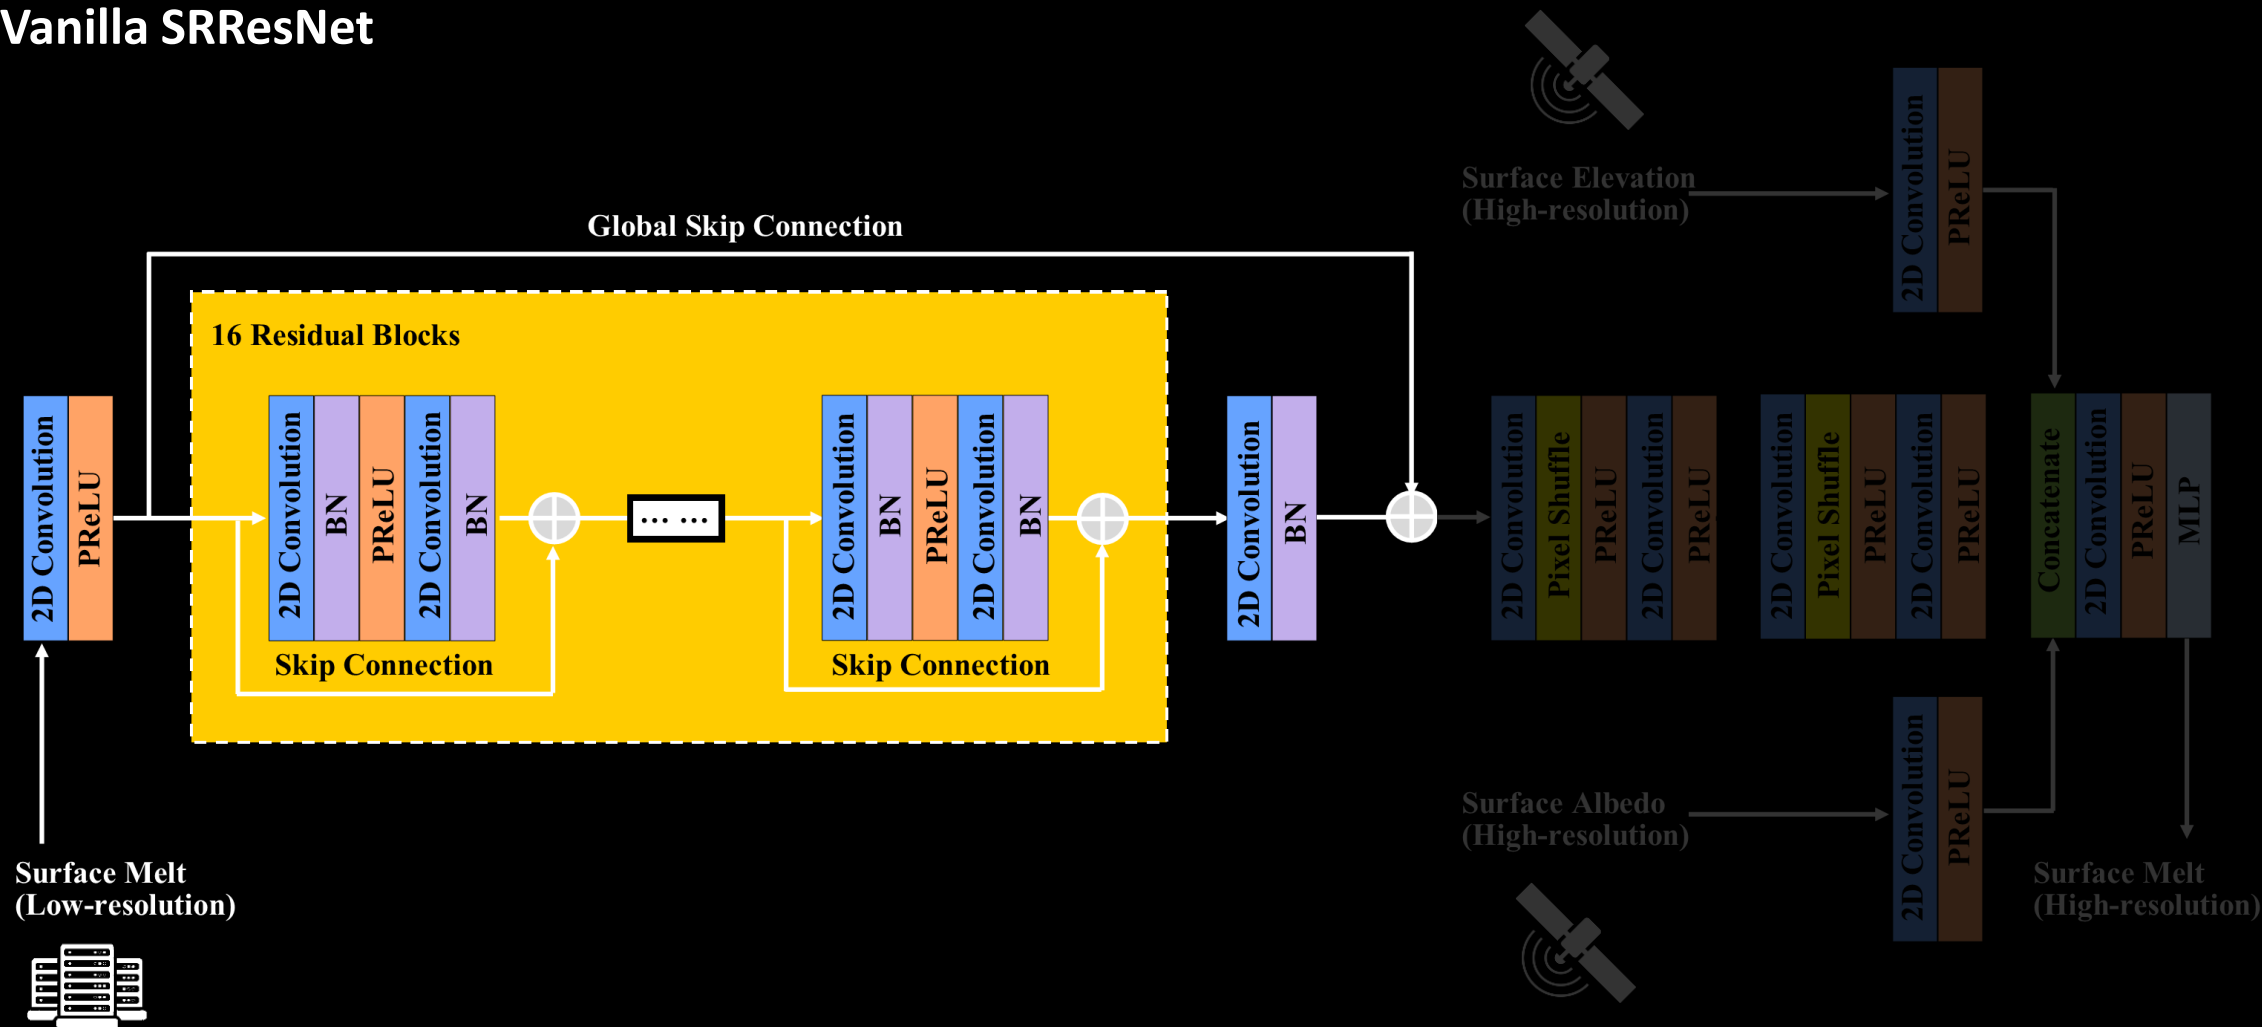 Vanilla SRResNet
Surface Elevation
(High-resolution)
2D Convolution
PReLU
Global Skip Connection
16 Residual Blocks
2D Convolution
PReLU
2D Convolution
BN
PReLU
2D Convolution
BN
Skip Connection
... ...
2D Convolution
BN
PReLU
2D Convolution
BN
Skip Connection
2D Convolution
BN
2D Convolution
Pixel Shuffle
PReLU
2D Convolution
PReLU
2D Convolution
Pixel Shuffle
PReLU
2D Convolution
PReLU
Concatenate
2D Convolution
PReLU
MLP
Surface Albedo
(High-resolution)
2D Convolution
PReLU
Surface Melt
(Low-resolution)
Surface Melt
(High-resolution)